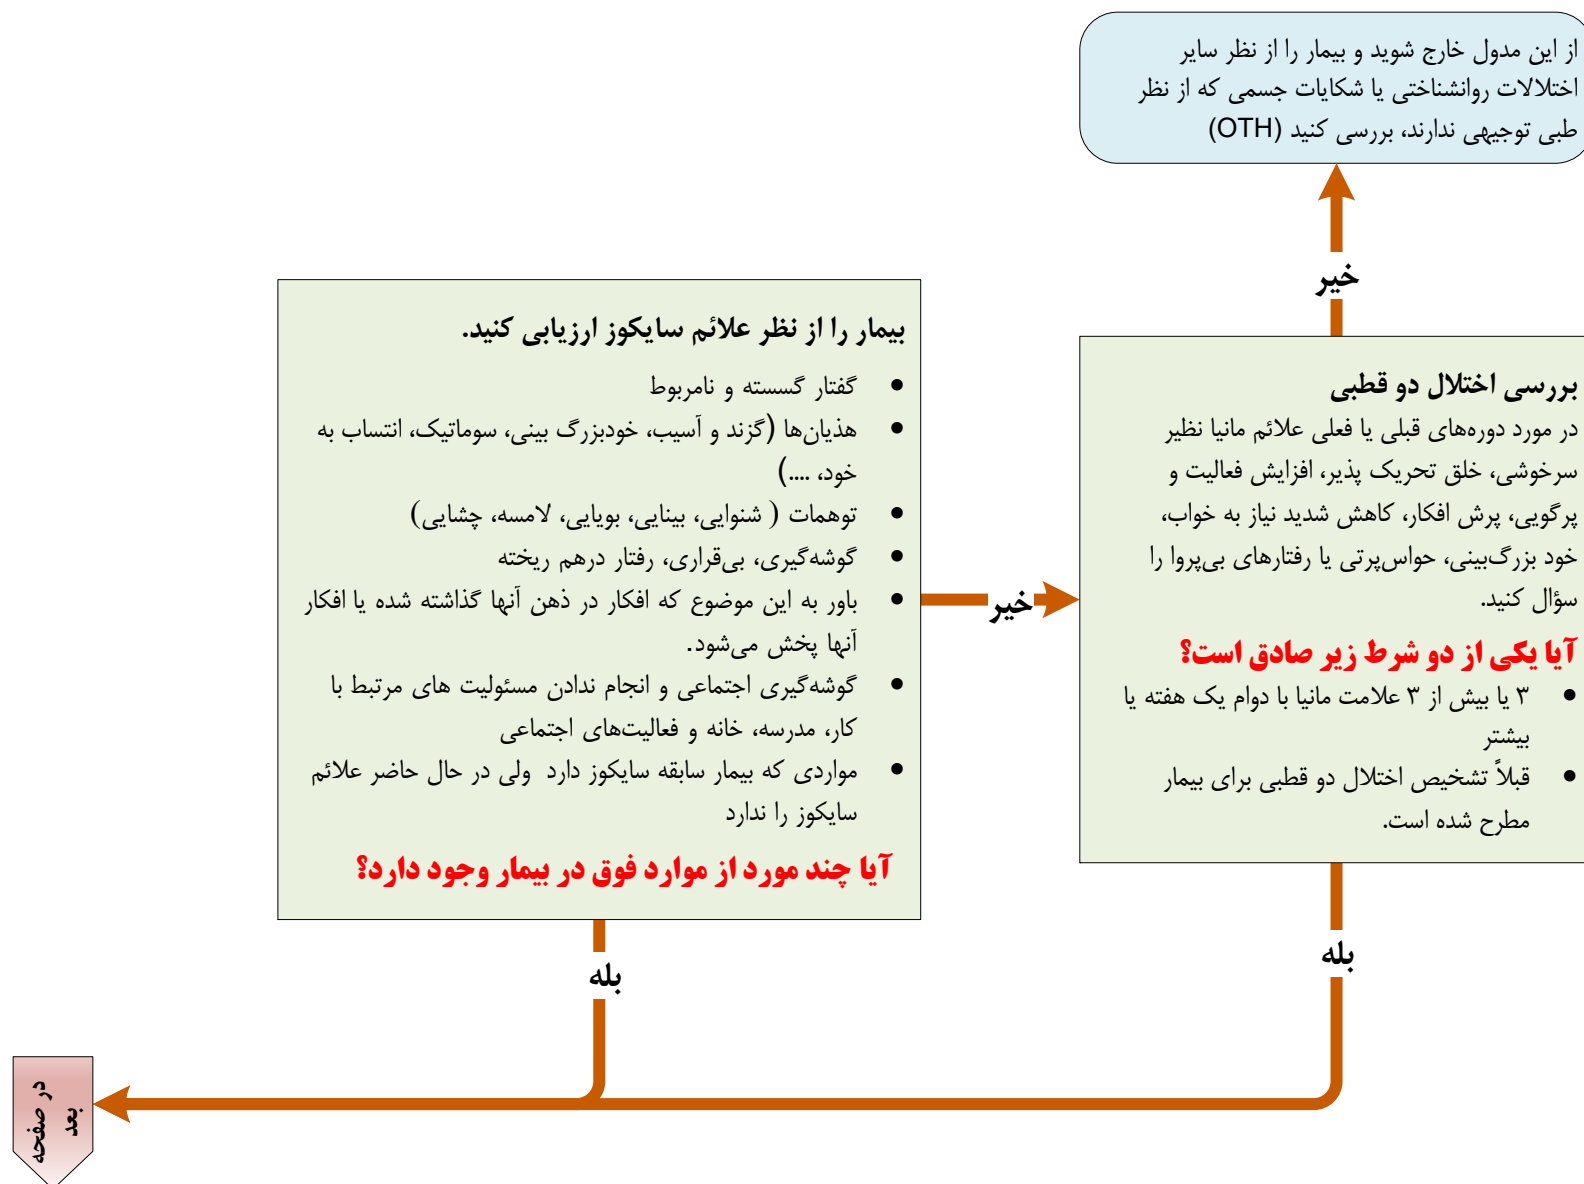 از این مدول خارج شوید و بیمار را از نظر سایر
اختلالات روانشناختی یا شکایات جسمی که از نظر
طبی توجیهی ندارند، بررسی کنید (OTH)
خیر
بررسی اختلال دو قطبی
در مورد دوره‌های قبلی یا فعلی علائم مانیا نظیر
سرخوشی، خلق تحریک پذیر، افزایش فعالیت و
پرگویی، پرش افکار، کاهش شدید نیاز به خواب،
خود بزرگ‌بینی، حواس‌پرتی یا رفتارهای بی‌پروا را
سؤال کنید.
آیا یکی از دو شرط زیر صادق است؟
• ۳ یا بیش از ۳ علامت مانیا با دوام یک هفته یا
بیشتر
• قبلاً تشخیص اختلال دو قطبی برای بیمار
مطرح شده است.
بله
بیمار را از نظر علائم سایکوز ارزیابی کنید.
• گفتار گسسته و نامربوط
• هذیان‌ها (گزند و آسیب، خودبزرگ بینی، سوماتیک، انتساب به
خود، ....)
• توهمات ( شنوایی، بینایی، بویایی، لامسه، چشایی)
• گوشه‌گیری، بی‌قراری، رفتار درهم ریخته
• باور به این موضوع که افکار در ذهن آنها گذاشته شده یا افکار
آنها پخش می‌شود.
• گوشه‌گیری اجتماعی و انجام ندادن مسئولیت های مرتبط با
کار، مدرسه، خانه و فعالیت‌های اجتماعی
• مواردی که بیمار سابقه سایکوز دارد ولی در حال حاضر علائم
سایکوز را ندارد
آیا چند مورد از موارد فوق در بیمار وجود دارد؟
خیر
بله
در صفحه
بعد